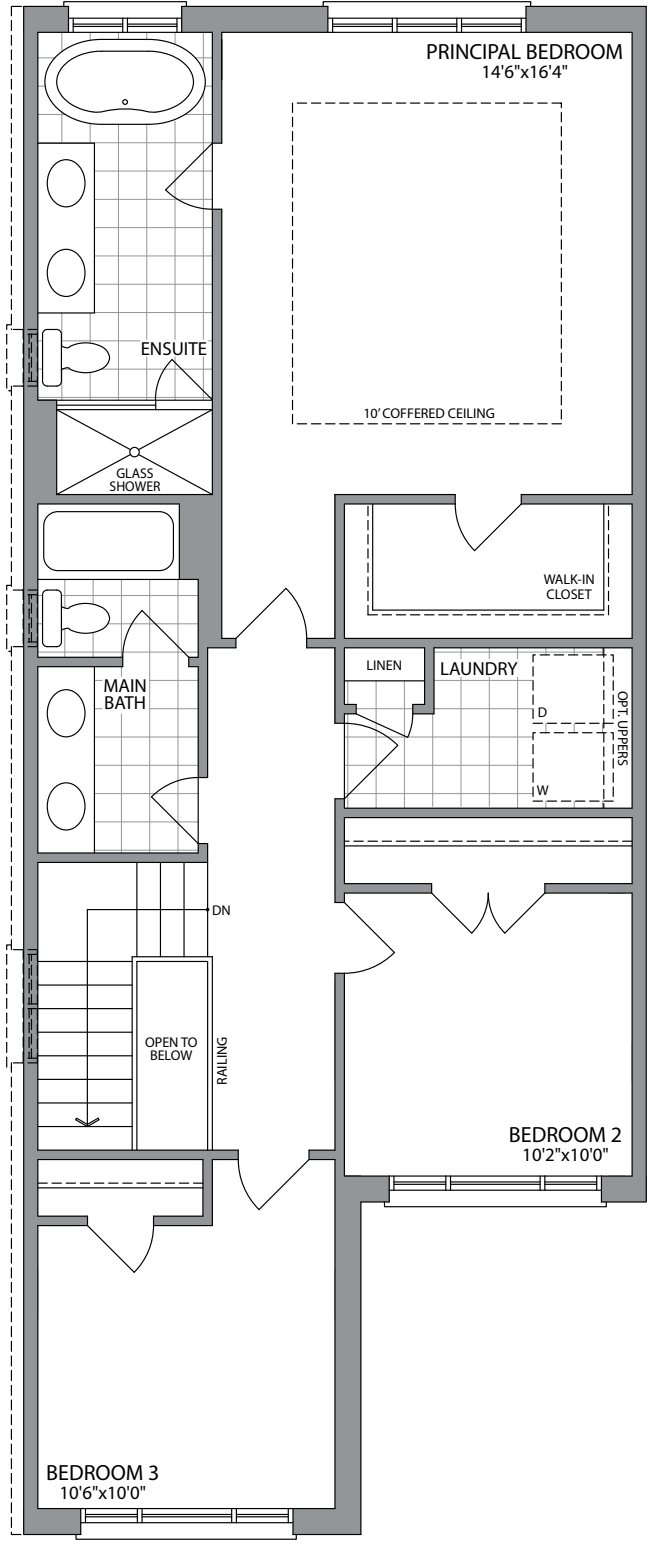 PRINCIPAL BEDROOM
14'6"x16'4"
ENSUITE
10' COFFERED CEILING
GLASS
SHOWER
WALK-IN
CLOSET
LINEN
LAUNDRY
MAIN
BATH
D
OPT. UPPERS
W
DN
OPEN TO
BELOW
RAILING
BEDROOM 2
10'2"x10'0"
BEDROOM 3
10'6"x10'0"